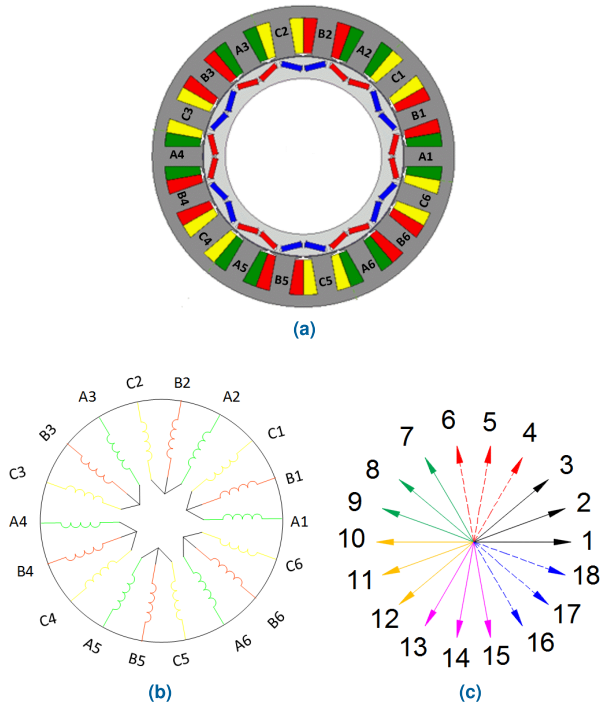 C2 B2
A3 A2
B3 C1
C3 B1
A4 A1
B4 C6
C4 B6
A5 A6
B5 C5
(a)
C2 B2
A3 A2
B3 C1
C3 B1
A4 A1
B4 C6
C4 B6
A5 A6
B5 C5
(b)
6 5
7 4
8 3
9 2
10 1
11 18
12 17
13 16
14 15
(c)